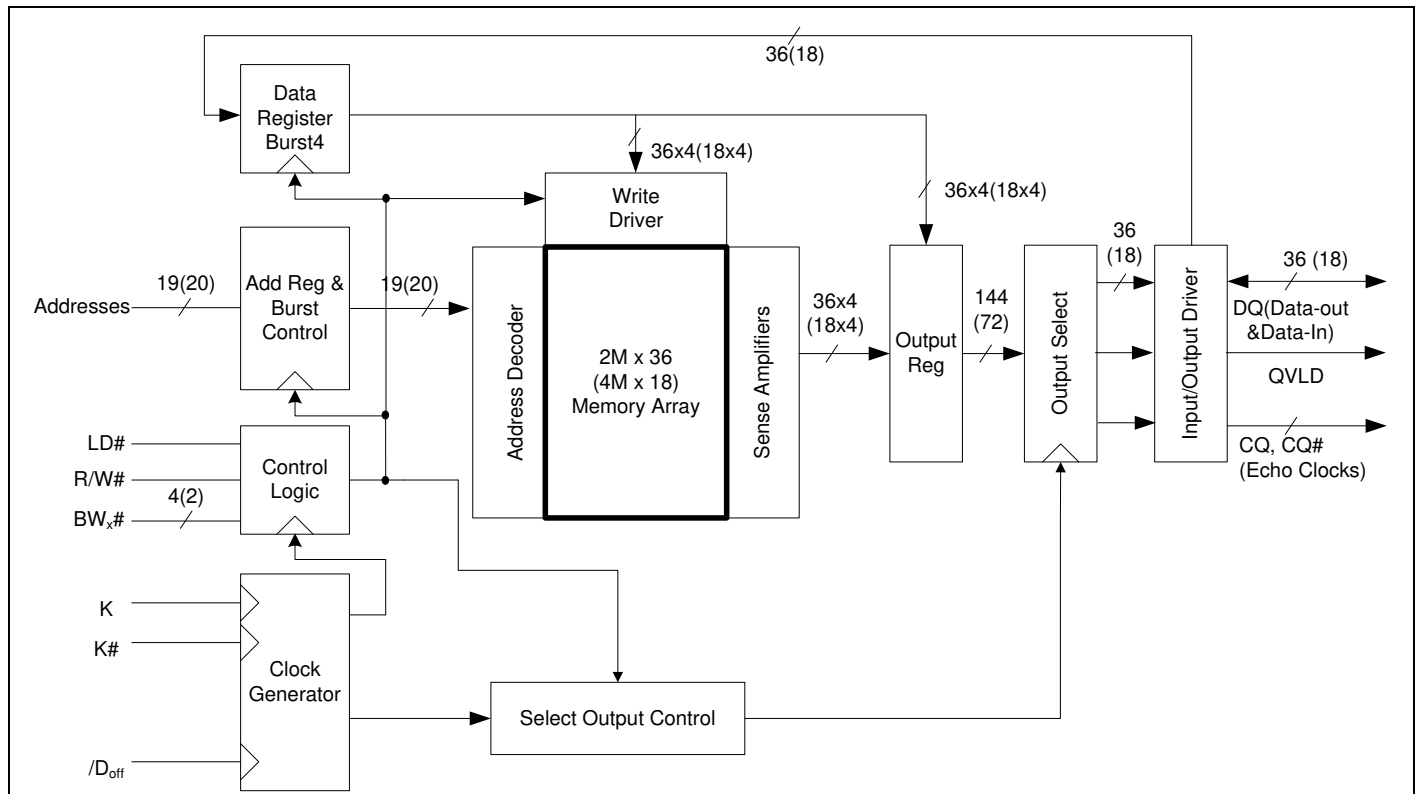 36(18)
Data
Register
Burst4
36x4(18x4)
Write
Driver
36x4(18x4)
Addresses
19(20)
Add Reg &
Burst
Control
19(20)
Address Decoder
2M x 36
(4M x 18)
Memory Array
Sense Amplifiers
36x4
(18x4)
Output
Reg
144
(72)
Output Select
36
(18)
Input/Output Driver
36 (18)
DQ(Data-out
&Data-In)
QVLD
CQ, CQ#
(Echo Clocks)
LD#
R/W#
BWx#
4(2)
Control
Logic
K
K#
/Doff
Clock
Generator
Select Output Control